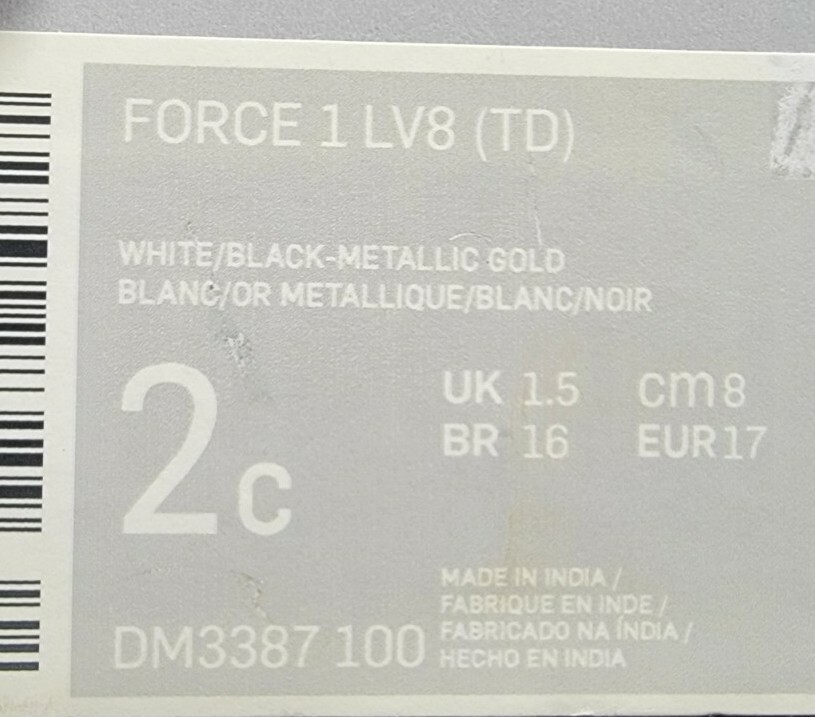 FORCE 1 LV8 (TD)
WHITE/BLACK-METALLIC GOLD
BLANC/OR METALLIQUE/BLANC/NOIR
2c
UK 1.5 cm 8
BR 16 EUR 17
MADE IN INDIA /
FABRIQUE EN INDE /
FABRICADO NA ÍNDIA /
HECHO EN INDIA
DM3387 100